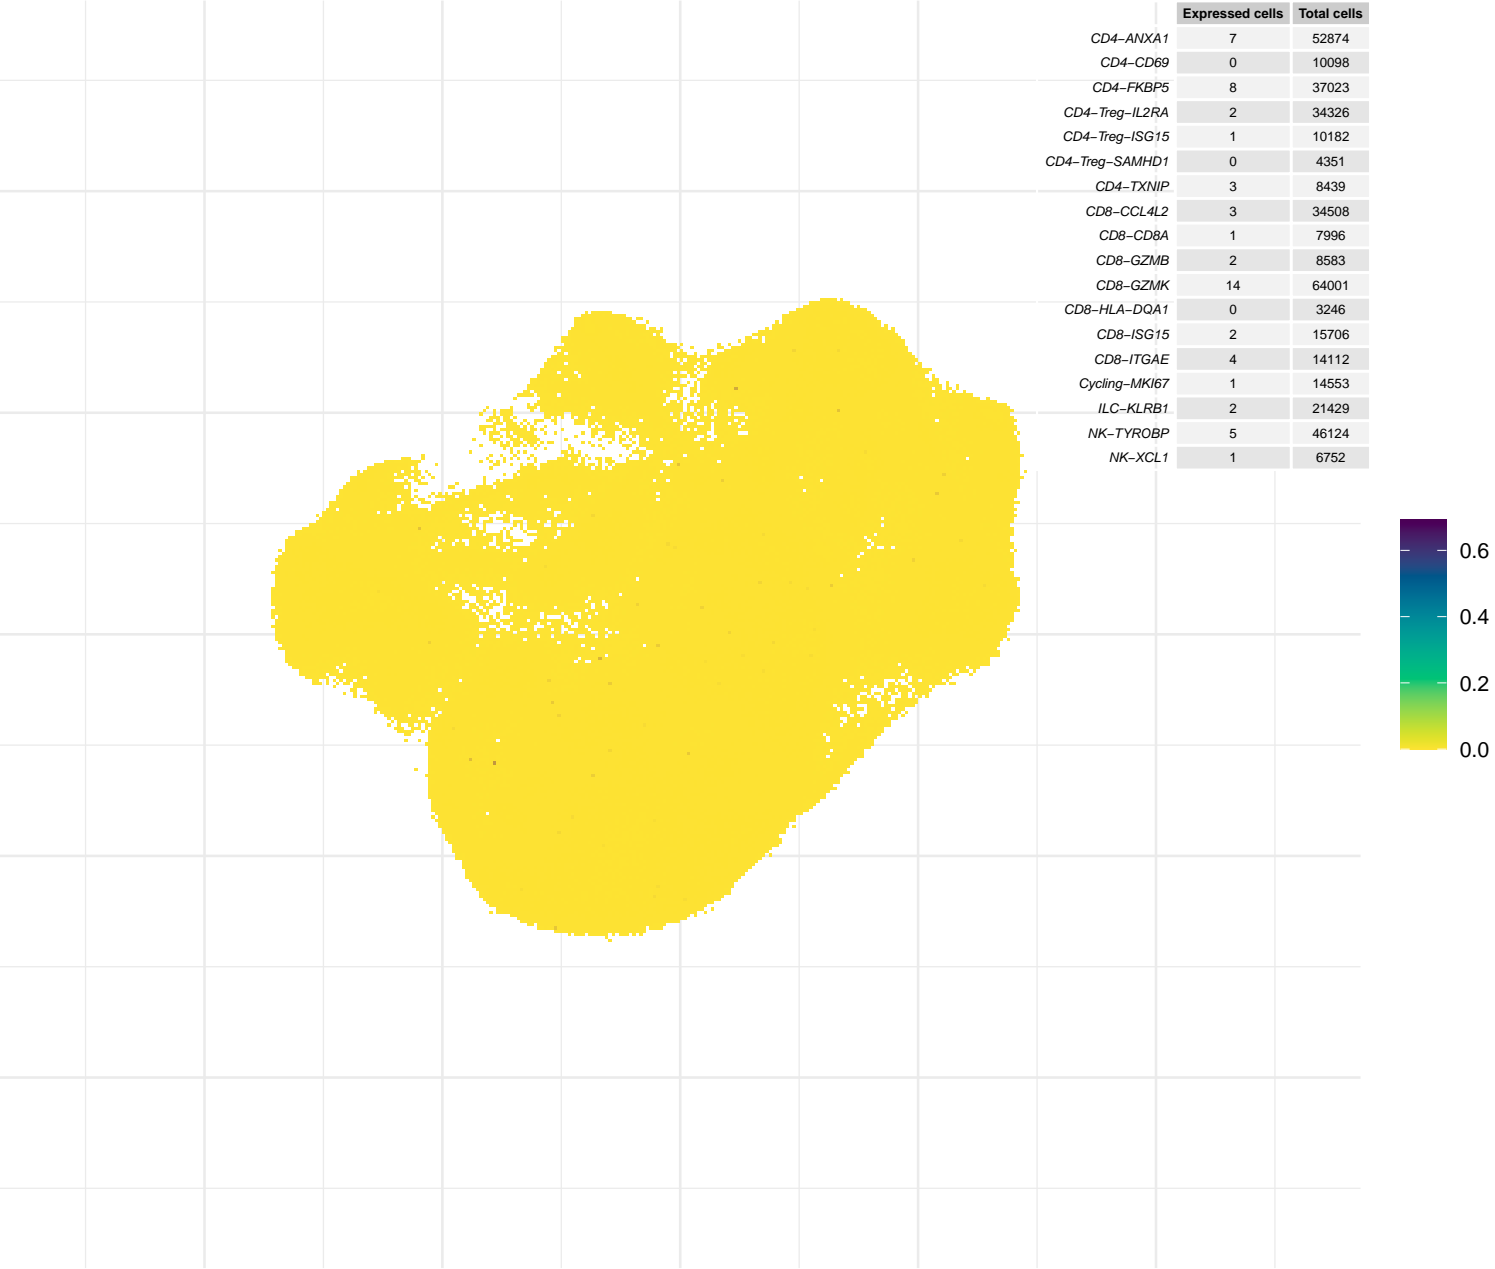 Expressed cells Total cells
CD4−ANXA1 7 52874
CD4−CD69 0 10098
CD4−FKBP5 8 37023
CD4−Treg−IL2RA 2 34326
CD4−Treg−ISG15 1 10182
CD4−Treg−SAMHD1 0 4351
CD4−TXNIP 3 8439
CD8−CCL4L2 3 34508
CD8−CD8A 1 7996
CD8−GZMB 2 8583
CD8−GZMK 14 64001
CD8−HLA−DQA1 0 3246
CD8−ISG15 2 15706
CD8−ITGAE 4 14112
Cycling−MKI67 1 14553
ILC−KLRB1 2 21429
NK−TYROBP 5 46124
NK−XCL1 1 6752
0.6
0.4
0.2
0.0